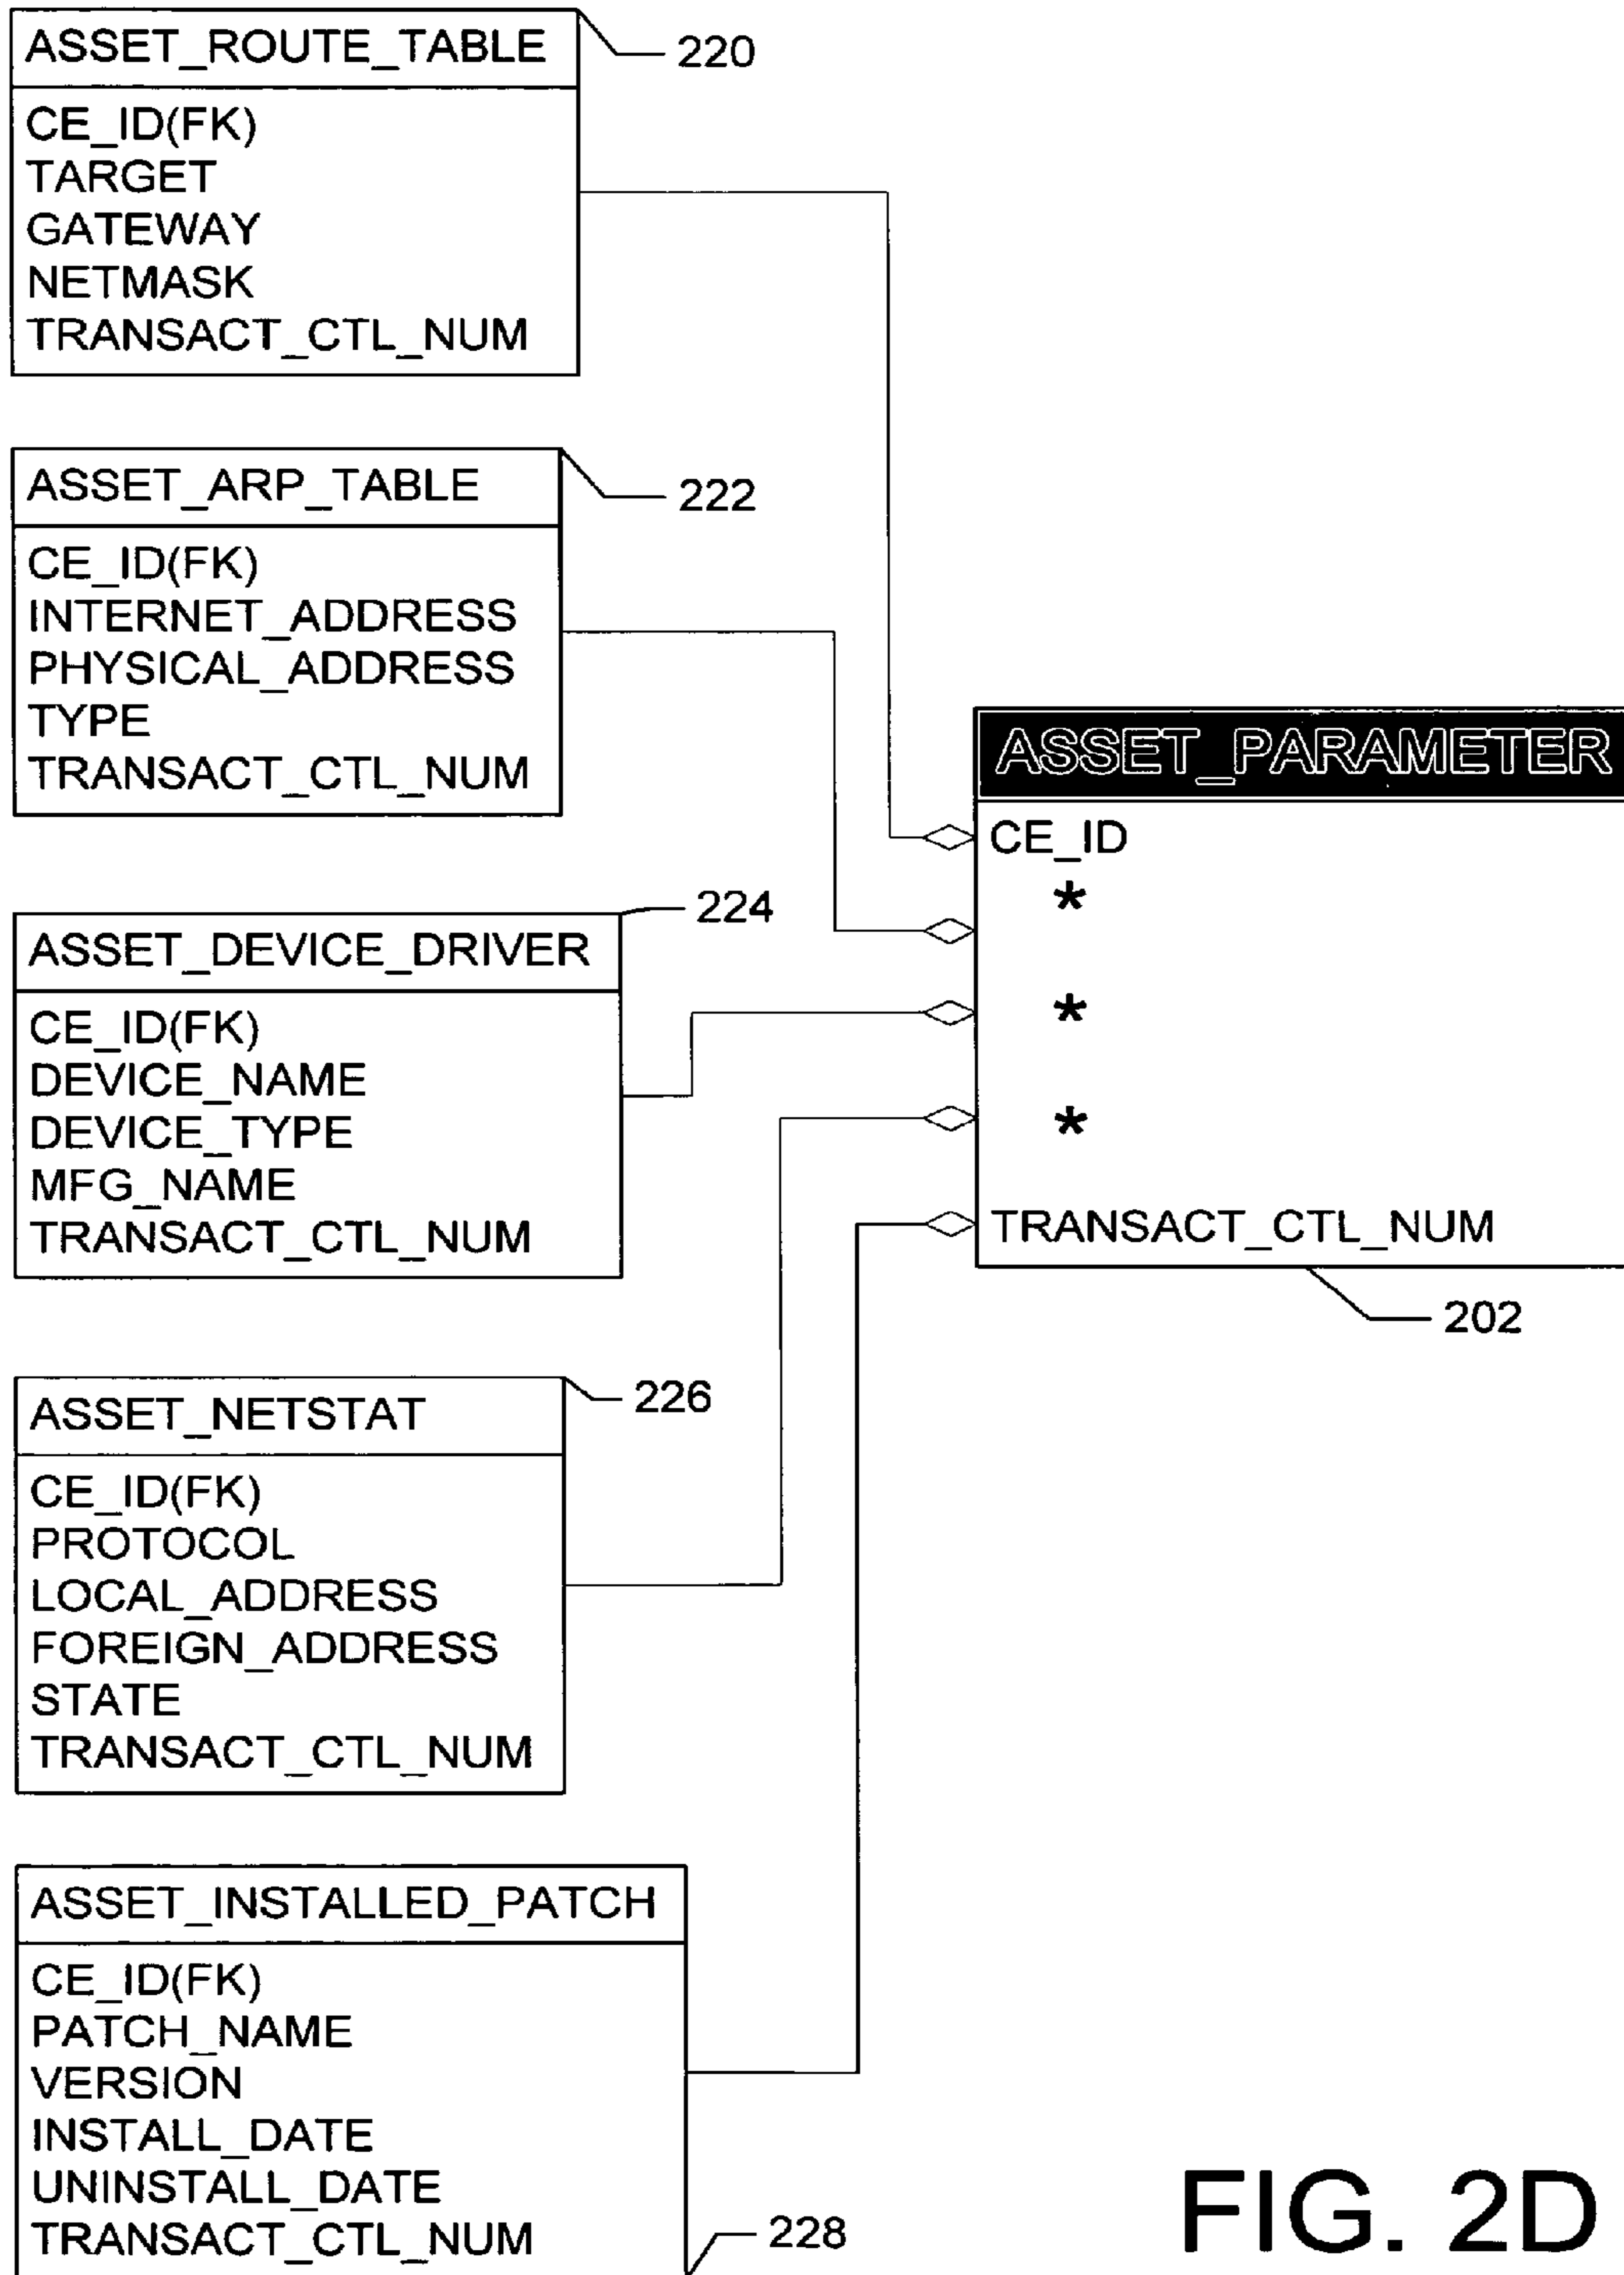 ASSET_ROUTE_TABLE
220
CE_ID(FK)
TARGET
GATEWAY
NETMASK
TRANSACT_CTL_NUM
ASSET_ARP_TABLE
222
CE_ID(FK)
INTERNET_ADDRESS
PHYSICAL_ADDRESS
TYPE
TRANSACT_CTL_NUM
ASSET_DEVICE_DRIVER
224
CE_ID(FK)
DEVICE_NAME
DEVICE_TYPE
MFG_NAME
TRANSACT_CTL_NUM
ASSET_NETSTAT
226
CE_ID(FK)
PROTOCOL
LOCAL_ADDRESS
FOREIGN_ADDRESS
STATE
TRANSACT_CTL_NUM
ASSET_INSTALLED_PATCH
CE_ID(FK)
PATCH_NAME
VERSION
INSTALL_DATE
UNINSTALL_DATE
TRANSACT_CTL_NUM
228
ASSET_PARAMETER
CE_ID
*
*
*
TRANSACT_CTL_NUM
202
FIG. 2D